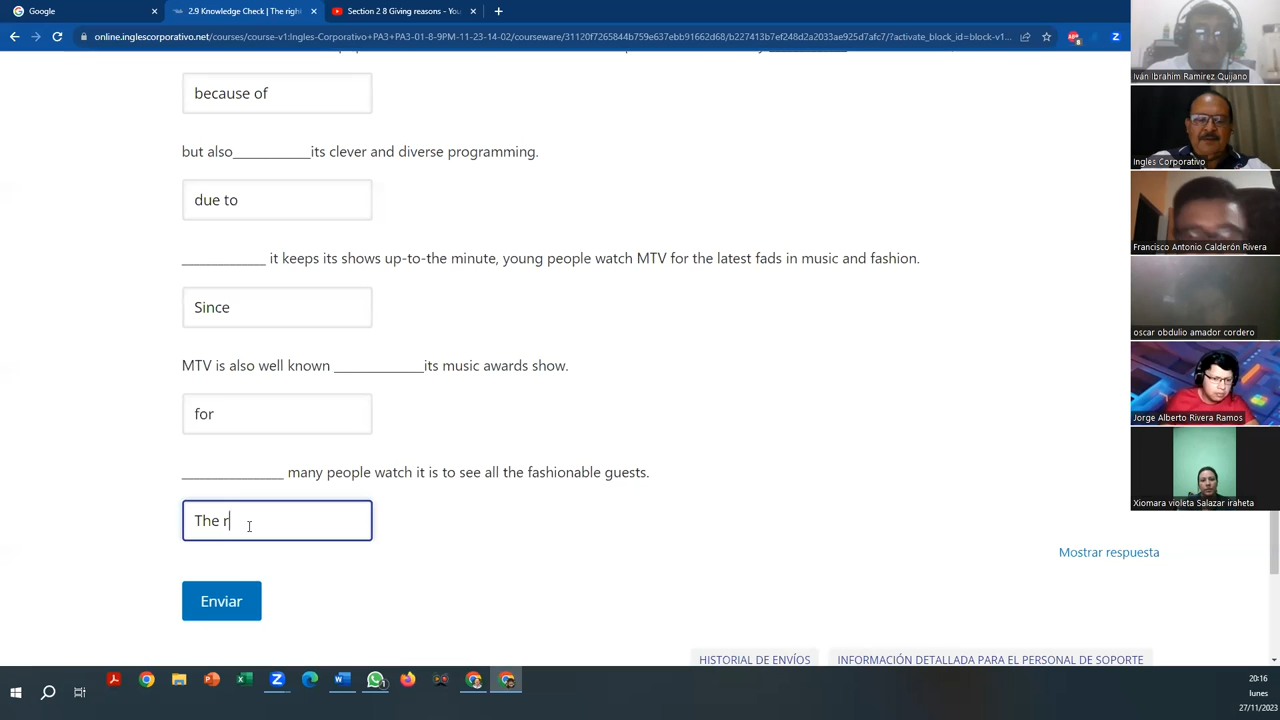 Google
2.9 Knowledge Check | The righ
Section 2 8 Giving reasons - You
online.inglescorporativo.net/courses/course-v1:Ingles-Corporativo+PA3+PA3-01-8-9PM-11-23-14-02/courseware/31120f7265844b759e637ebb91662d68/b227413b7ef248d2a2033ae925d7afc7/?activate_block_id=block-v1...
because of
but also____________its clever and diverse programming.
due to
_____________ it keeps its shows up-to-the minute, young people watch MTV for the latest fads in music and fashion.
Since
MTV is also well known ______________its music awards show.
for
________________ many people watch it is to see all the fashionable guests.
The r
Mostrar respuesta
Enviar
HISTORIAL DE ENVÍOS
INFORMACIÓN DETALLADA PARA EL PERSONAL DE SOPORTE
Iván Ibrahim Ramirez Quijano
Ingles Corporativo
Francisco Antonio Calderón Rivera
oscar obdulio amador cordero
Jorge Alberto Rivera Ramos
Xiomara violeta Salazar iraheta
20:16
lunes
27/11/2023